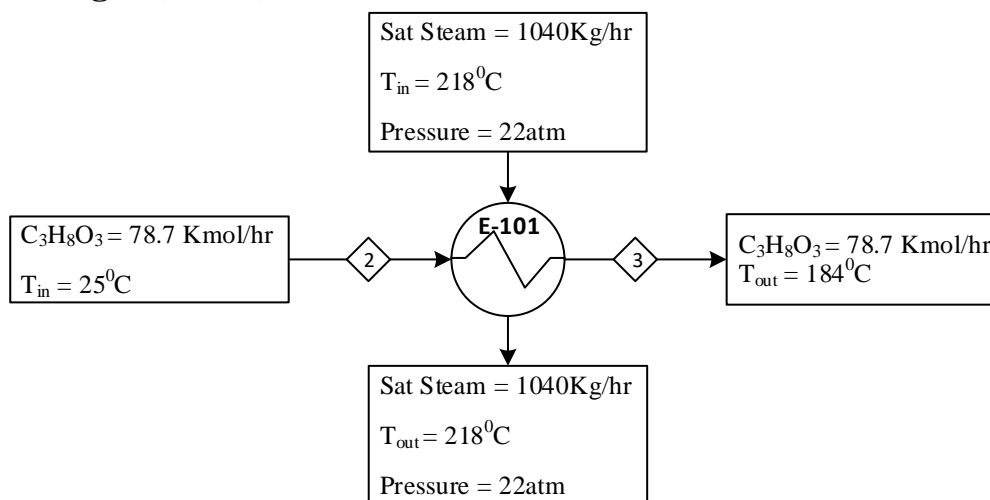 Sat Steam = 1040Kg/hr
T_in = 218⁰C
Pressure = 22atm
C₃H₈O₃ = 78.7 Kmol/hr
T_in = 25⁰C
2
E-101
3
C₃H₈O₃ = 78.7 Kmol/hr
T_out = 184⁰C
Sat Steam = 1040Kg/hr
T_out = 218⁰C
Pressure = 22atm